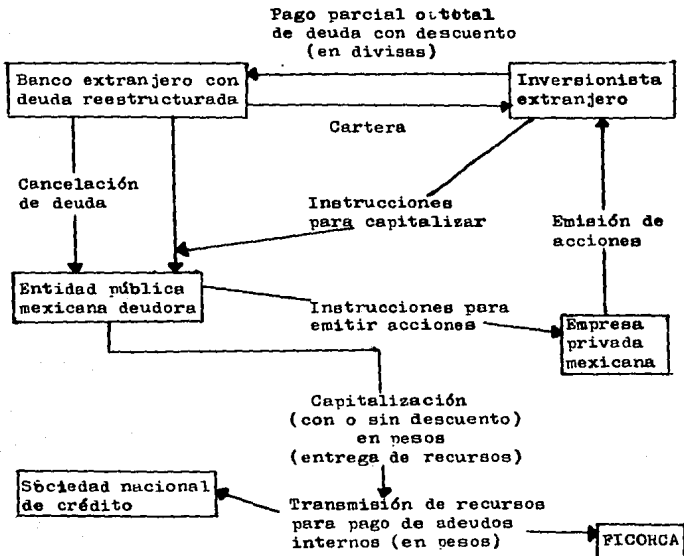 Pago parcial o total
de deuda con descuento
(en divisas)
Banco extranjero con
deuda reestructurada
Inversionista
extranjero
Cartera
Cancelación
de deuda
Instrucciones
para capitalizar
Emisión de
acciones
Entidad pública
mexicana deudora
Instrucciones para
emitir acciones
Empresa
privada
mexicana
Capitalización
(con o sin descuento)
en pesos
(entrega de recursos)
Sociedad nacional
de crédito
Transmisión de recursos
para pago de adeudos
internos (en pesos)
FICORCA